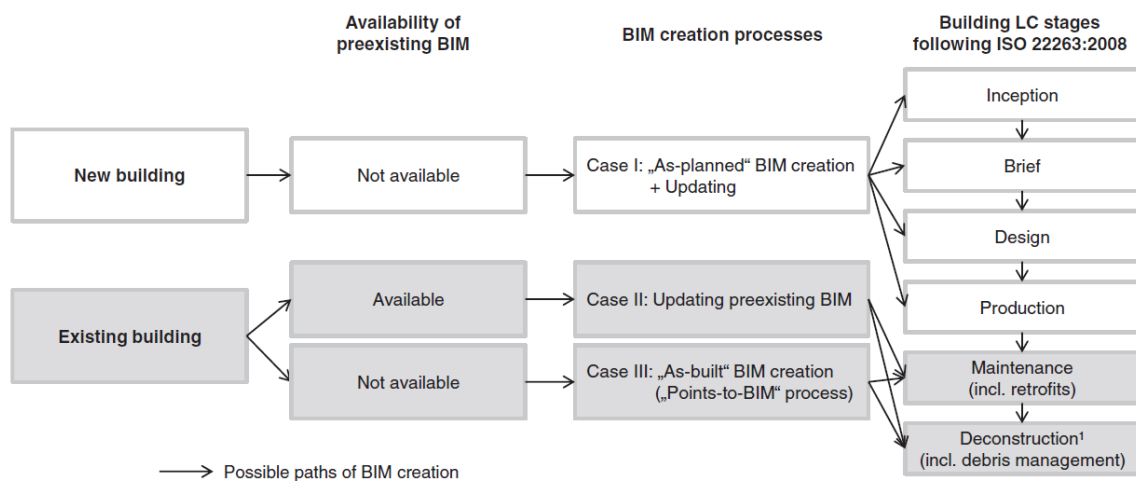 Availability of
preexisting BIM
BIM creation processes
Building LC stages
following ISO 22263:2008
New building
Not available
Case I: „As-planned“ BIM creation
+ Updating
Inception
Brief
Design
Production
Existing building
Available
Case II: Updating preexisting BIM
Not available
Case III: „As-built“ BIM creation
(„Points-to-BIM“ process)
Maintenance
(incl. retrofits)
Deconstruction¹
(incl. debris management)
Possible paths of BIM creation